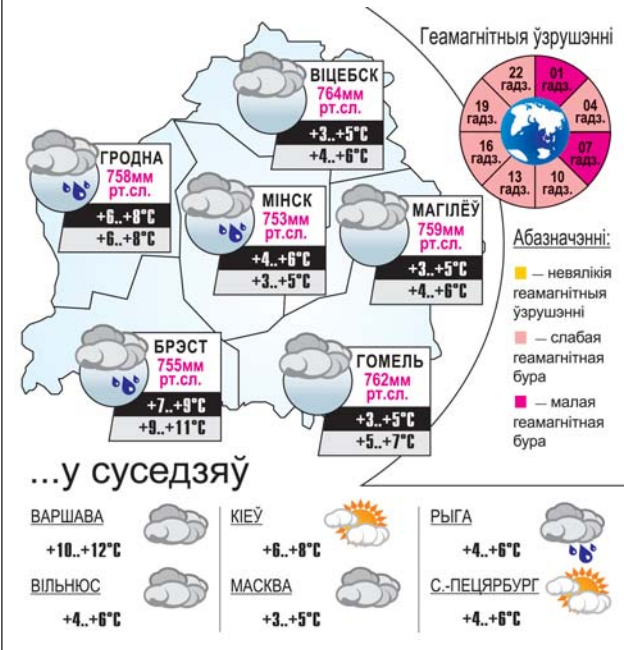 Геамагнітныя ўзрушэнні
22 гадз.
01 гадз.
04 гадз.
07 гадз.
10 гадз.
13 гадз.
16 гадз.
19 гадз.
ВІЦЕБСК
764мм
рт.сл.
+3..+5°C
+4..+6°C
ГРОДНА
758мм
рт.сл.
+6..+8°C
+6..+8°C
МІНСК
753мм
рт.сл.
+4..+6°C
+3..+5°C
МАГІЛЁЎ
759мм
рт.сл.
+3..+5°C
+4..+6°C
БРЭСТ
755мм
рт.сл.
+7..+9°C
+9..+11°C
ГОМЕЛЬ
762мм
рт.сл.
+3..+5°C
+5..+7°C
Абазначэнні:
— невялікія
геамагнітныя
ўзрушэнні
— слабая
геамагнітная
бура
— малая
геамагнітная
бура
...у суседзяў
ВАРШАВА
+10..+12°C
КІЕЎ
+6..+8°C
РЫГА
+4..+6°C
ВІЛЬНЮС
+4..+6°C
МАСКВА
+3..+5°C
С.-ПЕЦЯРБУРГ
+4..+6°C